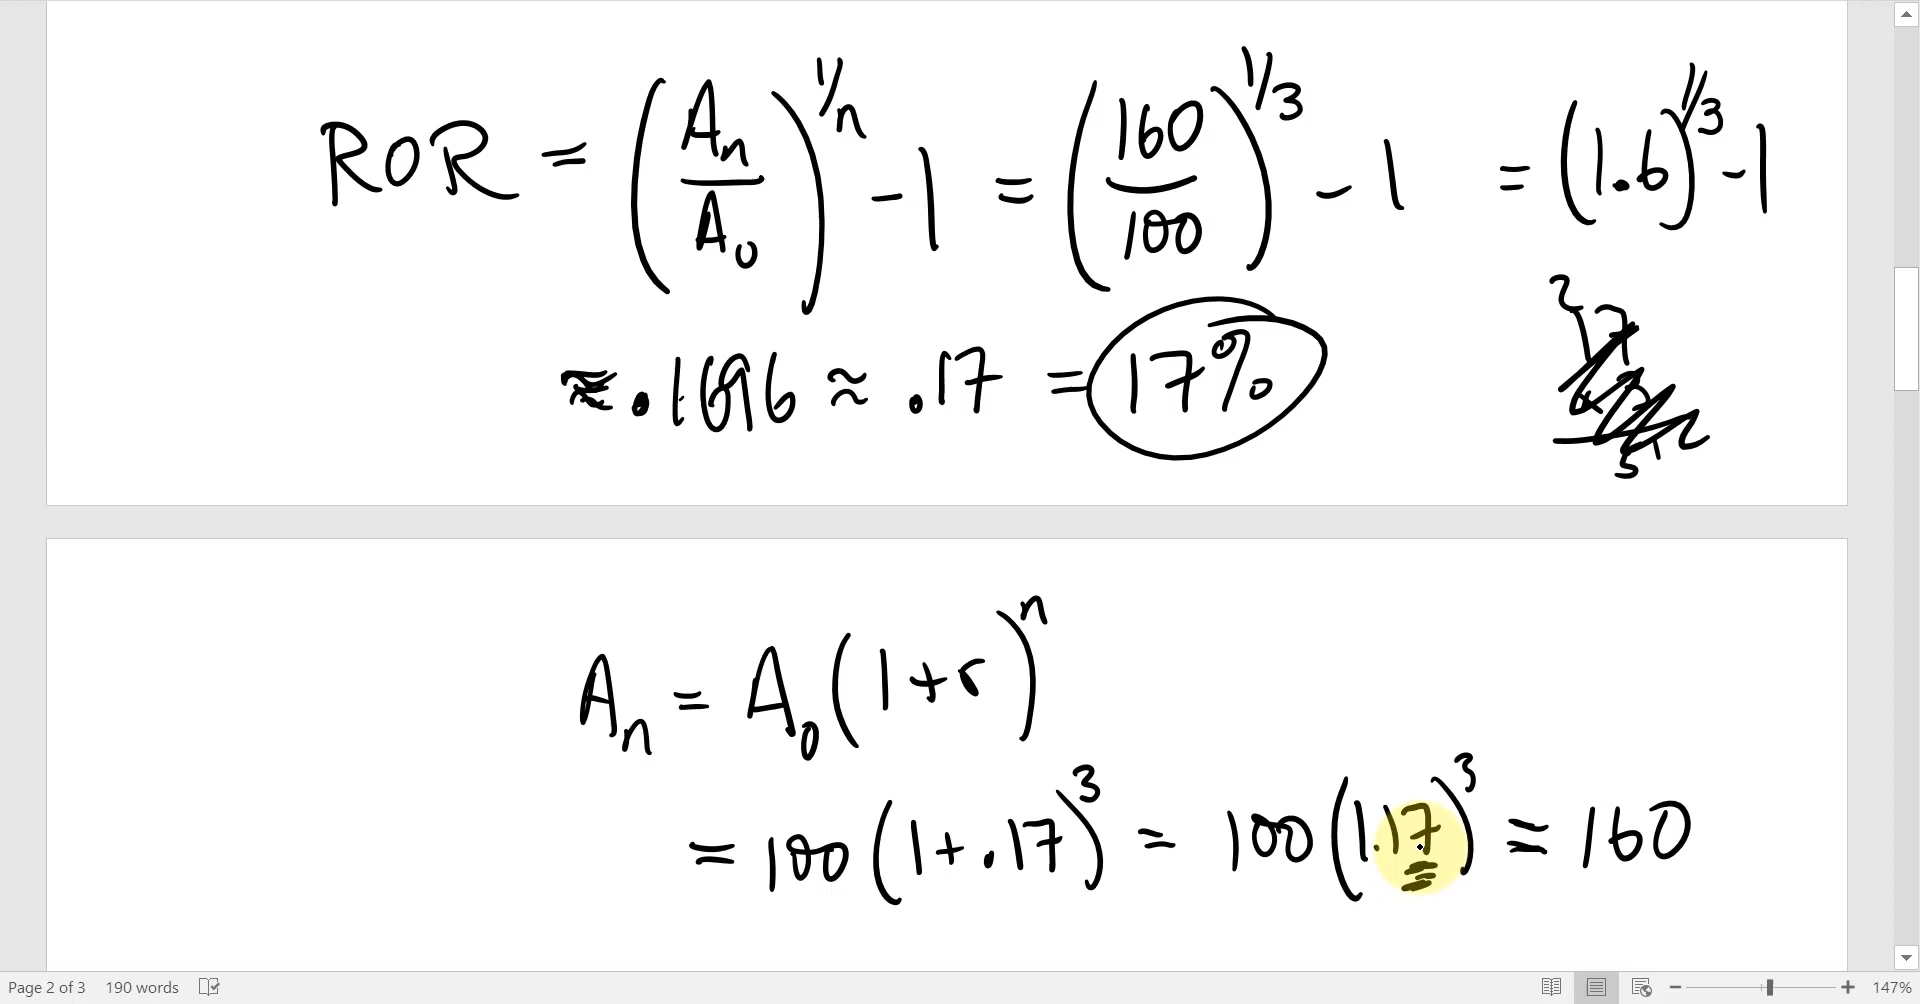 ROR = (An/A0)^1/n - 1 = (160/100)^1/3 - 1 = (1.6)^1/3 - 1
≈ .1696 ≈ .17 = 17%
An = A0(1+r)^n
= 100(1+.17)^3 = 100(1.17)^3 ≈ 160
Page 2 of 3 190 words 147%